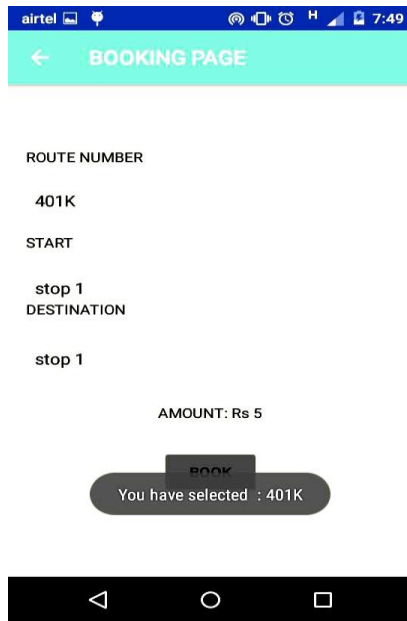 airtel H 7:49
BOOKING PAGE
ROUTE NUMBER
401K
START
stop 1
DESTINATION
stop 1
AMOUNT: Rs 5
BOOK
You have selected : 401K